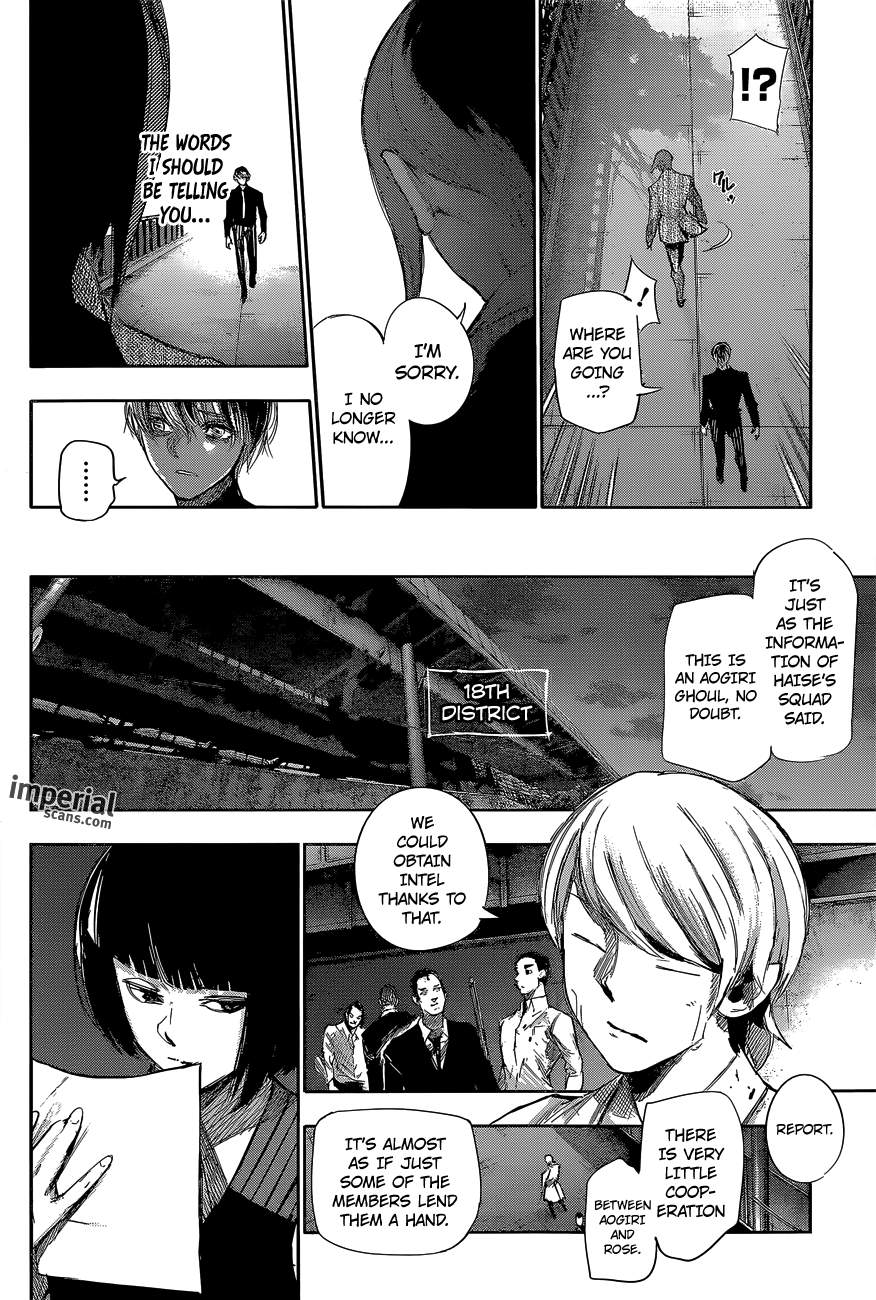 !?
クルッ
!
WHERE
ARE YOU
GOING
...?
I'M
SORRY.
I NO
LONGER
KNOW...
THE WORDS
I SHOULD
BE TELLING
YOU...
......
IT'S
JUST
AS THE
INFORMA-
TION OF
HAISE'S
SQUAD
SAID.
THIS IS
AN AOGIRI
GHOUL, NO
DOUBT.
18TH
DISTRICT
imperial
scans.com
WE
COULD
OBTAIN
INTEL
THANKS TO
THAT.
REPORT.
THERE
IS VERY
LITTLE
COOP-
ERATION
BETWEEN
AOGIRI
AND
ROSE.
IT'S ALMOST
AS IF JUST
SOME OF THE
MEMBERS LEND
THEM A HAND.